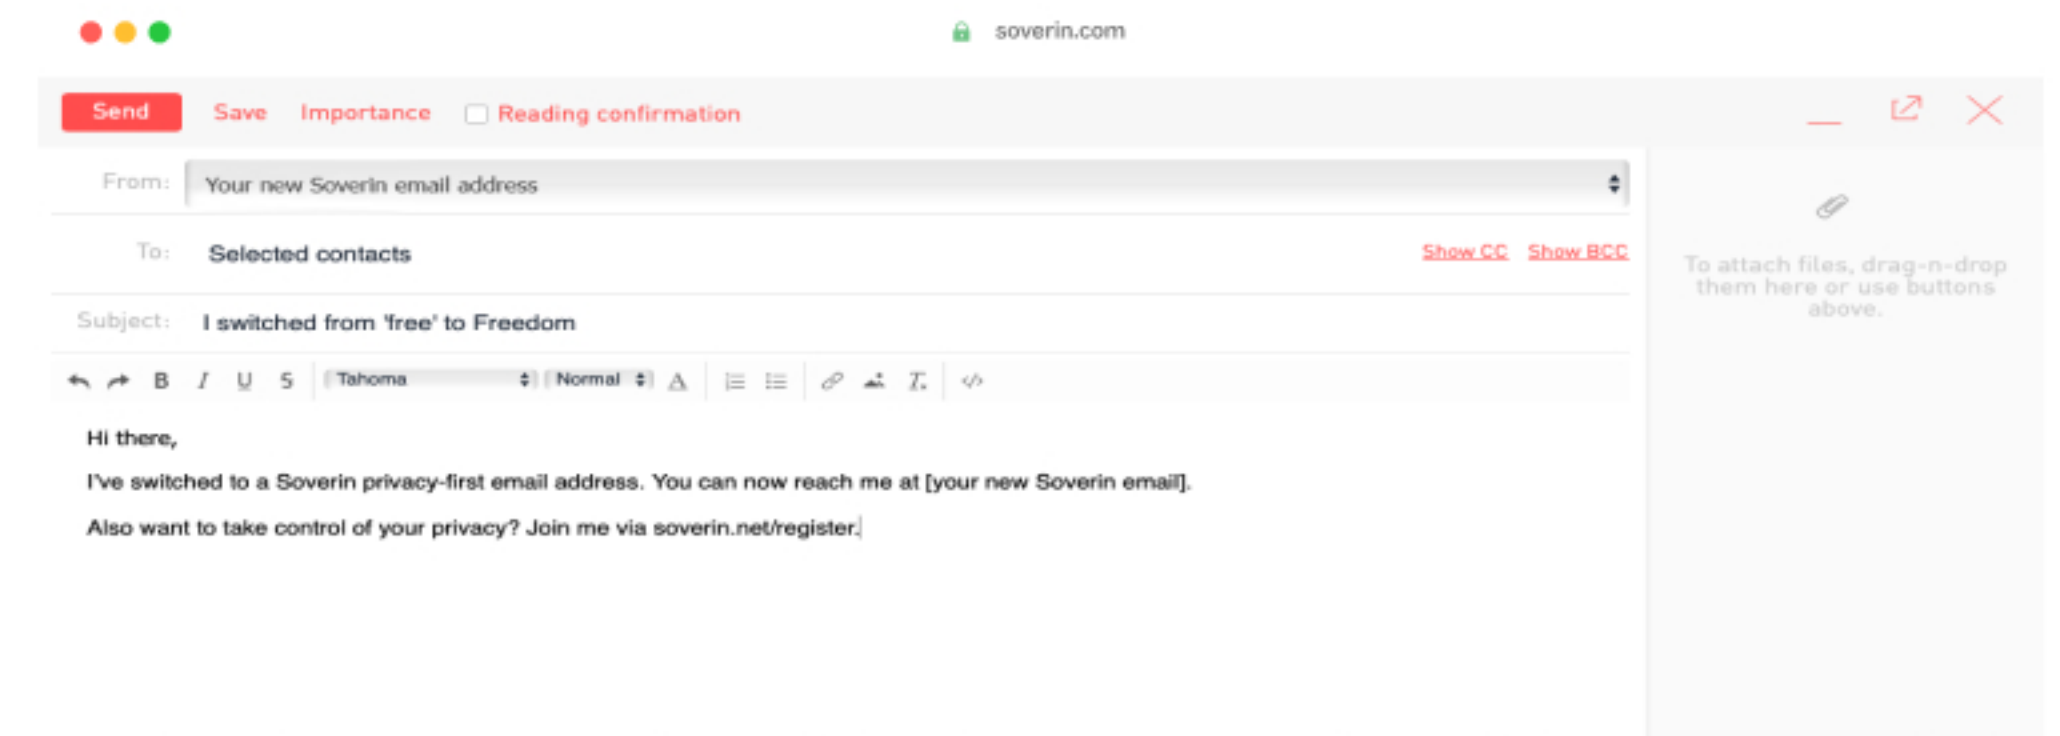 soverin.com
Send Save Importance Reading confirmation
From: Your new Soverin email address
To: Selected contacts Show CC Show BCC
Subject: I switched from 'free' to Freedom
B I U S Tahoma Normal A
Hi there,
I've switched to a Soverin privacy-first email address. You can now reach me at [your new Soverin email].
Also want to take control of your privacy? Join me via soverin.net/register.
To attach files, drag-n-drop
them here or use buttons
above.